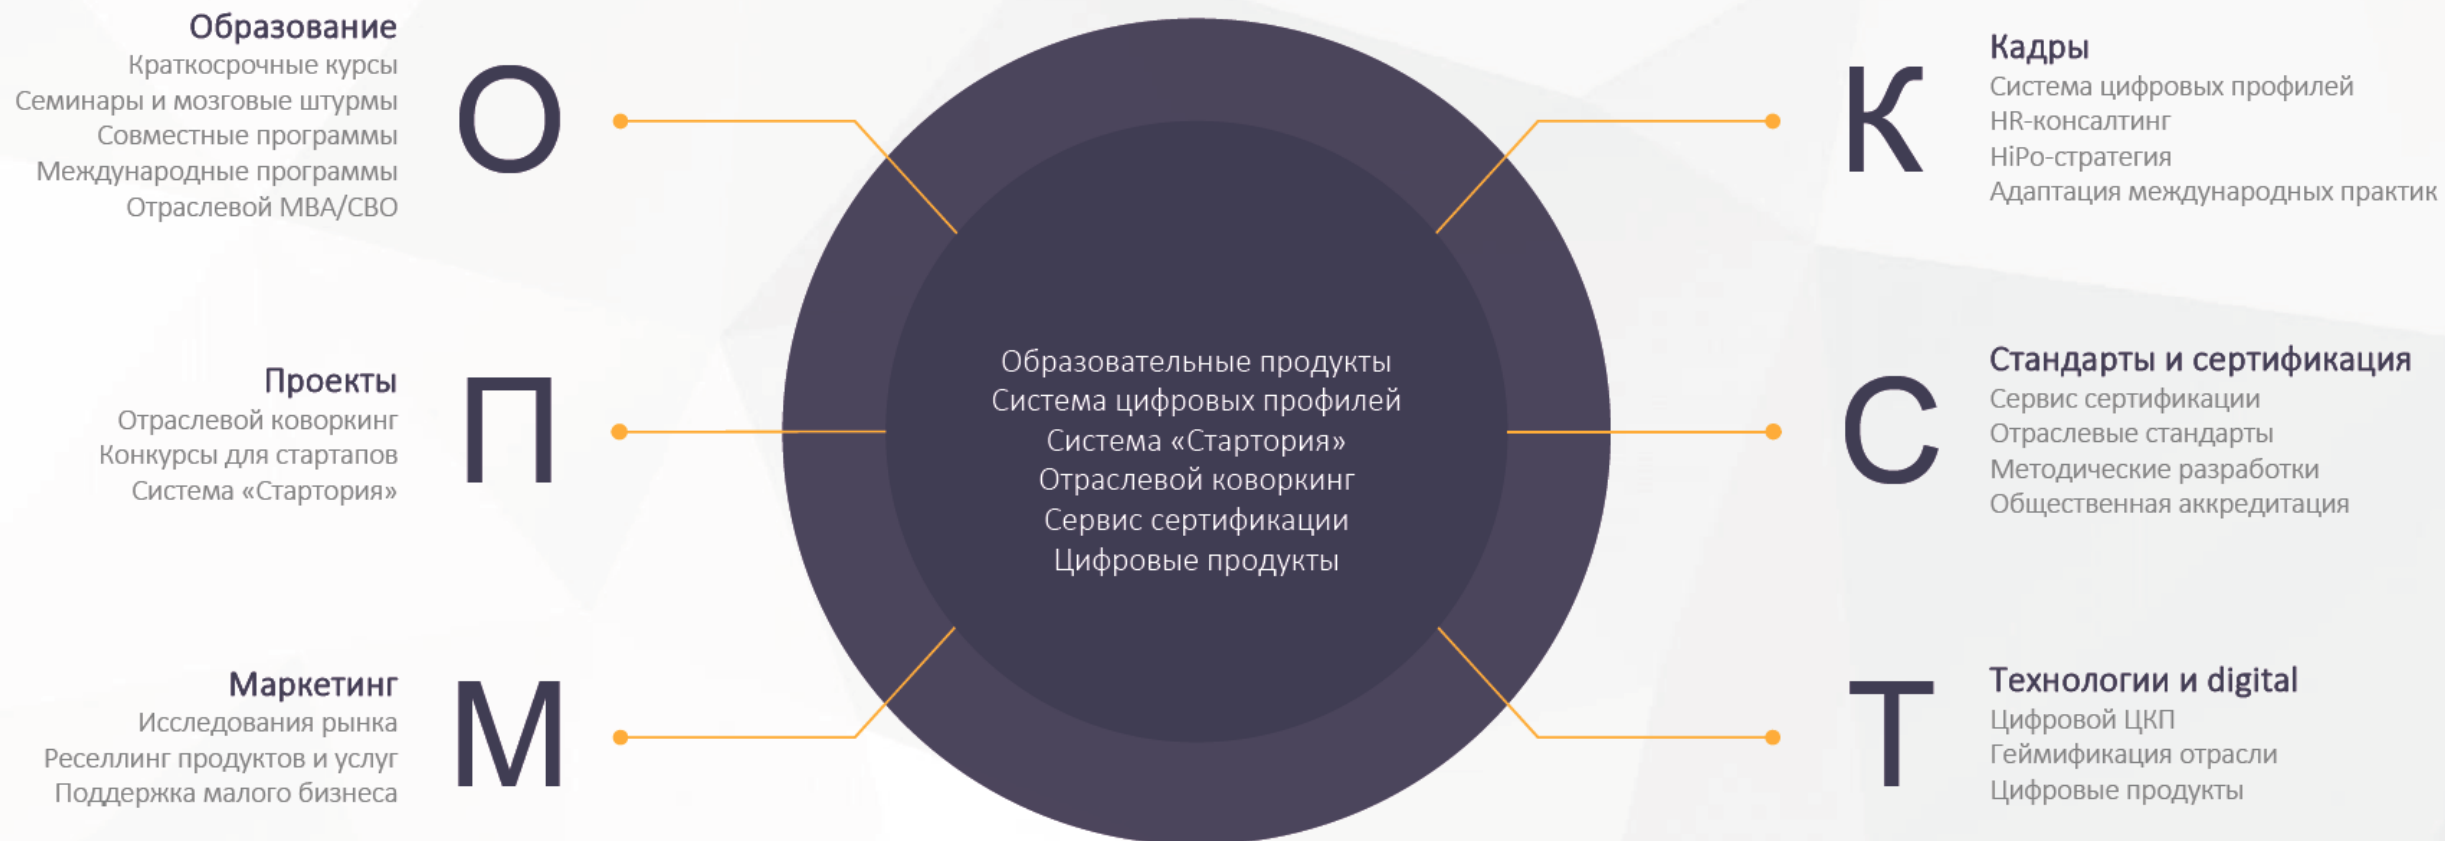 Образование
Краткосрочные курсы
Семинары и мозговые штурмы
Совместные программы
Международные программы
Отраслевой МВА/СВО
О
Проекты
Отраслевой коворкинг
Конкурсы для стартапов
Система «Стартория»
П
Маркетинг
Исследования рынка
Реселлинг продуктов и услуг
Поддержка малого бизнеса
М
Образовательные продукты
Система цифровых профилей
Система «Стартория»
Отраслевой коворкинг
Сервис сертификации
Цифровые продукты
К
Кадры
Система цифровых профилей
HR-консалтинг
HiPo-стратегия
Адаптация международных практик
С
Стандарты и сертификация
Сервис сертификации
Отраслевые стандарты
Методические разработки
Общественная аккредитация
Т
Технологии и digital
Цифровой ЦКП
Геймификация отрасли
Цифровые продукты